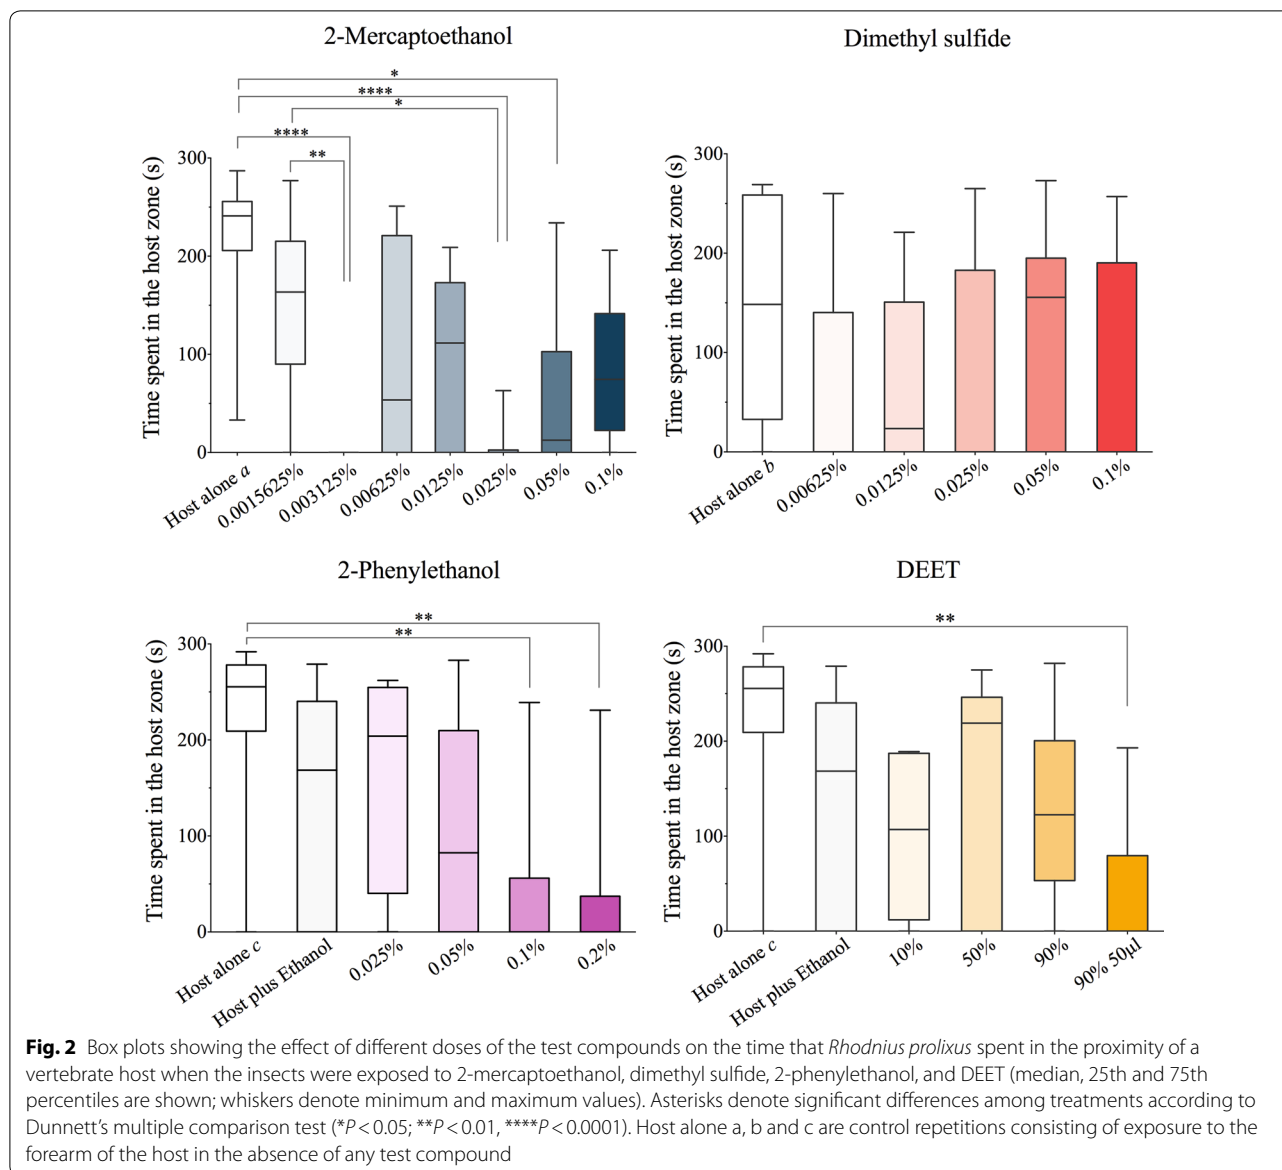 2-Mercaptoethanol
*
****
*
****
**
Time spent in the host zone (s)
300
200
100
0
Host alone a
0.0015625%
0.003125%
0.00625%
0.0125%
0.025%
0.05%
0.1%
Dimethyl sulfide
Time spent in the host zone (s)
300
200
100
0
Host alone b
0.00625%
0.0125%
0.025%
0.05%
0.1%
2-Phenylethanol
**
**
Time spent in the host zone (s)
300
200
100
0
Host alone c
Host plus Ethanol
0.025%
0.05%
0.1%
0.2%
DEET
**
Time spent in the host zone (s)
300
200
100
0
Host alone c
Host plus Ethanol
10%
50%
90%
90% 50µl
Fig. 2 Box plots showing the effect of different doses of the test compounds on the time that Rhodnius prolixus spent in the proximity of a
vertebrate host when the insects were exposed to 2-mercaptoethanol, dimethyl sulfide, 2-phenylethanol, and DEET (median, 25th and 75th
percentiles are shown; whiskers denote minimum and maximum values). Asterisks denote significant differences among treatments according to
Dunnett's multiple comparison test (*P < 0.05; **P < 0.01, ****P < 0.0001). Host alone a, b and c are control repetitions consisting of exposure to the
forearm of the host in the absence of any test compound